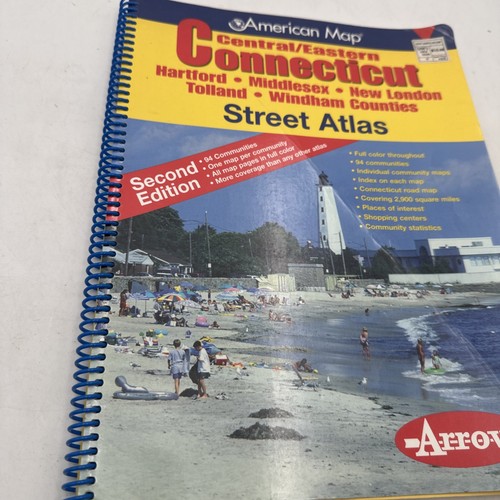 American Map®
Central/Eastern
Connecticut
Hartford • Middlesex • New London
Tolland • Windham Counties
Street Atlas
Second
Edition
• 94 Communities
• One map per community
• All map pages in full color
• More coverage than any other atlas
• Full color throughout
• 94 communities
• Individual community maps
• Index on each map
• Connecticut road map
• Covering 2,900 square miles
• Places of interest
• Shopping centers
• Community statistics
Arrow